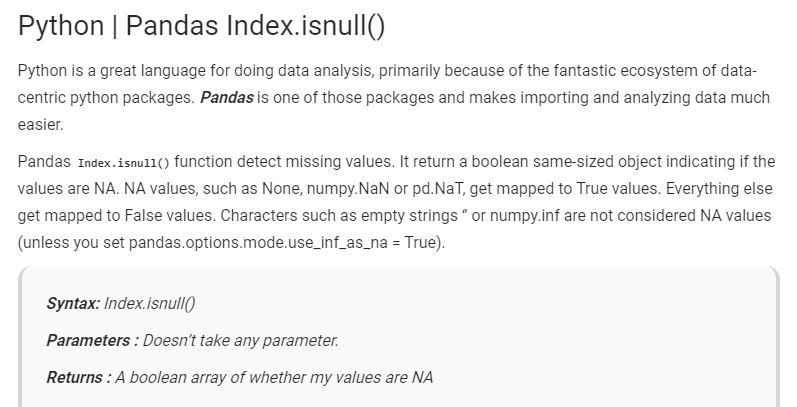 Python | Pandas Index.isnull()
Python is a great language for doing data analysis, primarily because of the fantastic ecosystem of data-
centric python packages. Pandas is one of those packages and makes importing and analyzing data much
easier.
Pandas Index.isnull() function detect missing values. It return a boolean same-sized object indicating if the
values are NA. NA values, such as None, numpy.NaN or pd.NaT, get mapped to True values. Everything else
get mapped to False values. Characters such as empty strings ” or numpy.inf are not considered NA values
(unless you set pandas.options.mode.use_inf_as_na = True).
Syntax: Index.isnull()
Parameters : Doesn’t take any parameter.
Returns : A boolean array of whether my values are NA